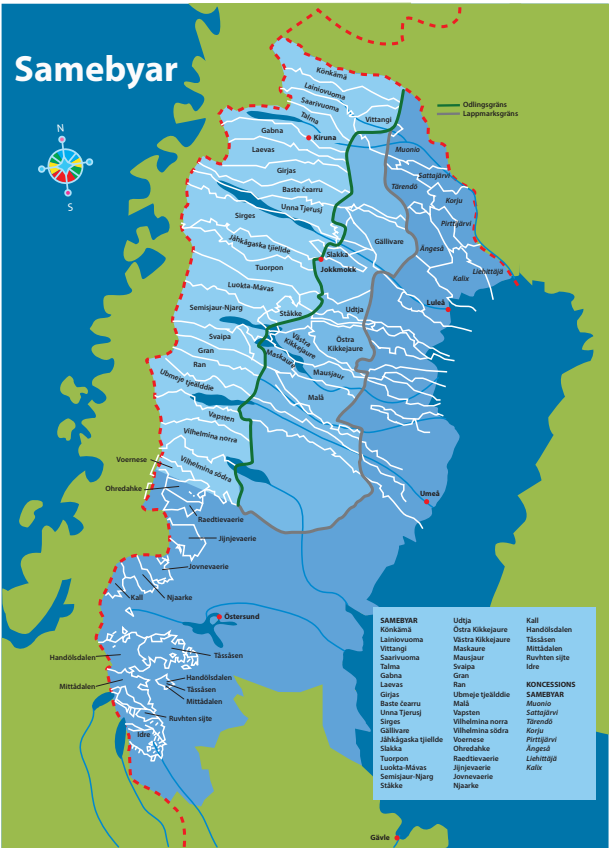 Samebyar
N
S
Odlingsgräns
Lappmarksgräns
Könkämä
Lainiovuoma
Saarivuoma
Talma
Vittangi
Gabna
Kiruna
Laevas
Muonio
Girjas
Sattajärvi
Baste čearru
Tärendö
Korju
Unna Tjerusj
Sirges
Pirttijärvi
Jåhkågaska tjiellde
Gällivare
Ängeså
Slakka
Jokkmokk
Tuorpon
Liehittäjä
Kalix
Luokta-Mávas
Semisjaur-Njarg
Luleå
Ståkke
Udtja
Svaipa
Västra
Kikkejaure
Östra
Kikkejaure
Gran
Maskaure
Ran
Mausjaur
Ubmeje tjeälddie
Malå
Vapsten
Vilhelmina norra
Voernese
Vilhelmina södra
Ohredahke
Umeå
Raedtievaerie
Jijnjevaerie
Jovnevaerie
Kall
Njaarke
Östersund
Handölsdalen
Tåssåsen
Mittådalen
Handölsdalen
Tåssåsen
Mittådalen
Ruvhten sijte
Idre
Gävle
SAMEBYAR
Könkämä
Lainiovuoma
Vittangi
Saarivuoma
Talma
Gabna
Laevas
Girjas
Baste čearru
Unna Tjerusj
Sirges
Gällivare
Jåhkågaska tjiellde
Slakka
Tuorpon
Luokta-Mávas
Semisjaur-Njarg
Ståkke
Udtja
Östra Kikkejaure
Västra Kikkejaure
Maskaure
Mausjaur
Svaipa
Gran
Ran
Ubmeje tjeälddie
Malå
Vapsten
Vilhelmina norra
Vilhelmina södra
Voernese
Ohredahke
Raedtievaerie
Jijnjevaerie
Jovnevaerie
Njaarke
Kall
Handölsdalen
Tåssåsen
Mittådalen
Ruvhten sijte
Idre
KONCESSIONS
SAMEBYAR
Muonio
Sattajärvi
Tärendö
Korju
Pirttijärvi
Ängeså
Liehittäjä
Kalix